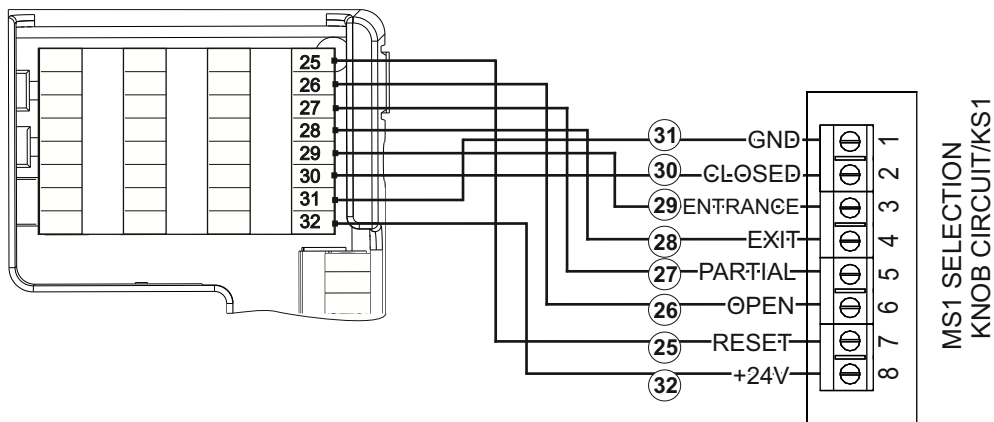 25
26
27
28
29
30
31
32
31 GND 1
30 CLOSED 2
29 ENTRANCE 3
28 EXIT 4
27 PARTIAL 5
26 OPEN 6
25 RESET 7
32 +24V 8
MS1 SELECTION
KNOB CIRCUIT/KS1